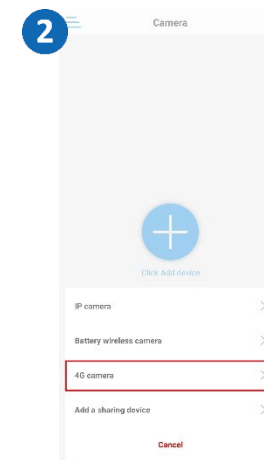 2
Camera
Click Add device
IP camera
Battery wireless camera
4G camera
Add a sharing device
Cancel